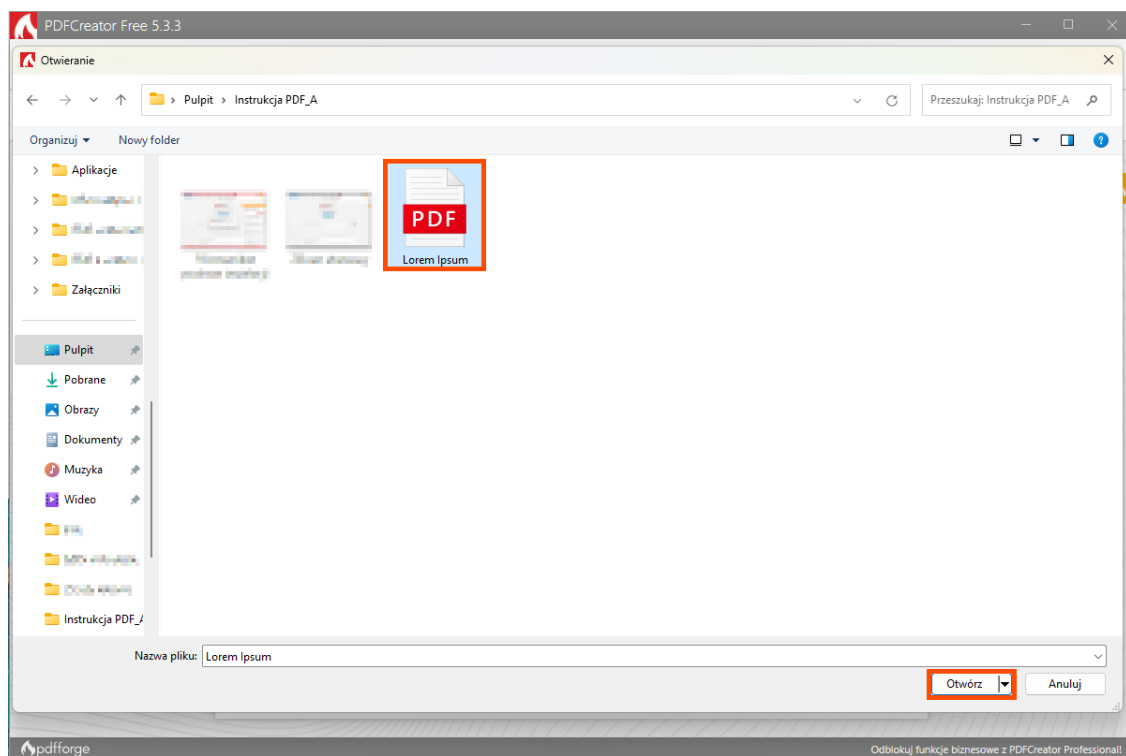 PDFCreator Free 5.3.3
Otwieranie
Pulpit > Instrukcja PDF_A
Przeszukaj: Instrukcja PDF_A
Organizuj
Nowy folder
Aplikacje
Załączniki
Pulpit
Pobrane
Obrazy
Dokumenty
Muzyka
Wideo
Instrukcja PDF_A
PDF
Lorem Ipsum
Nazwa pliku: Lorem Ipsum
Otwórz
Anuluj
pdfforge
Odblokuj funkcje biznesowe z PDFCreator Professional!